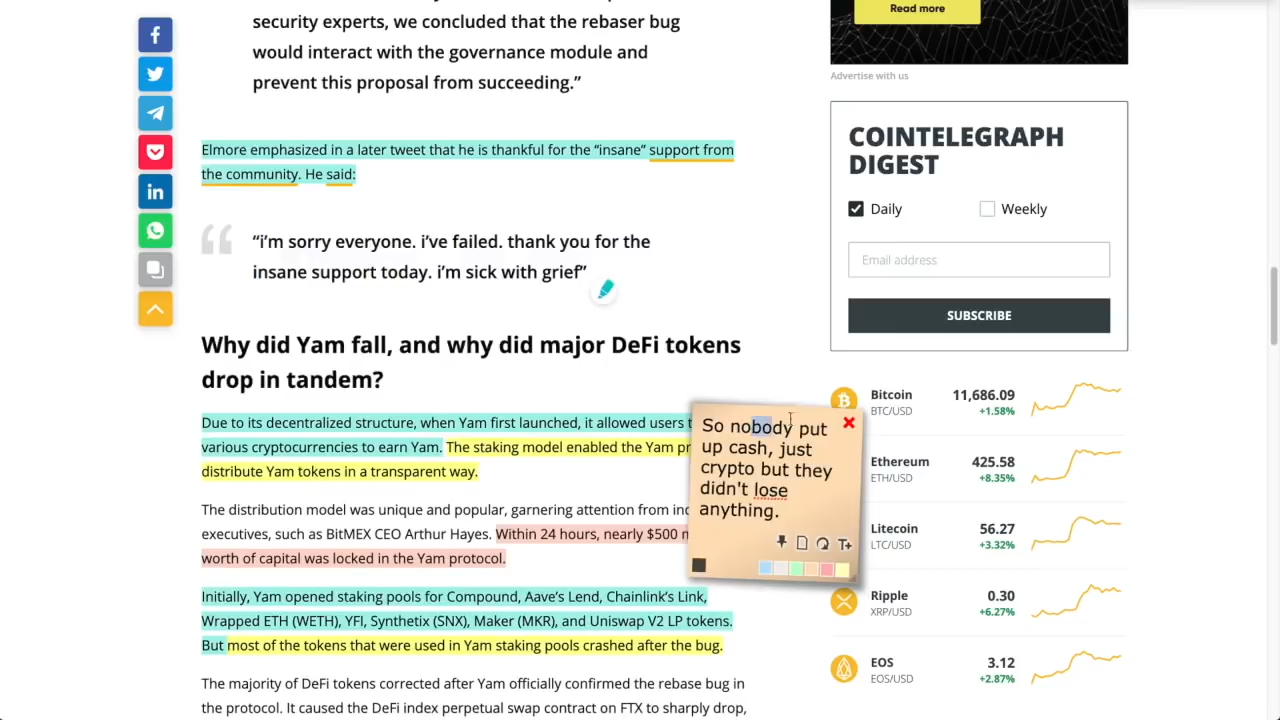 security experts, we concluded that the rebaser bug
would interact with the governance module and
prevent this proposal from succeeding.”
Elmore emphasized in a later tweet that he is thankful for the “insane” support from
the community. He said:
“i’m sorry everyone. i’ve failed. thank you for the
insane support today. i’m sick with grief”
Why did Yam fall, and why did major DeFi tokens
drop in tandem?
Due to its decentralized structure, when Yam first launched, it allowed users
various cryptocurrencies to earn Yam. The staking model enabled the Yam
distribute Yam tokens in a transparent way.
The distribution model was unique and popular, garnering attention from
executives, such as BitMEX CEO Arthur Hayes. Within 24 hours, nearly $500
worth of capital was locked in the Yam protocol.
Initially, Yam opened staking pools for Compound, Aave’s Lend, Chainlink’s Link,
Wrapped ETH (WETH), YFI, Synthetix (SNX), Maker (MKR), and Uniswap V2 LP tokens.
But most of the tokens that were used in Yam staking pools crashed after the bug.
The majority of DeFi tokens corrected after Yam officially confirmed the rebase bug in
the protocol. It caused the DeFi index perpetual swap contract on FTX to sharply drop,
So nobody put
up cash, just
crypto but they
didn't lose
anything.
Read more
Advertise with us
COINTELEGRAPH
DIGEST
Daily
Weekly
Email address
SUBSCRIBE
Bitcoin 11,686.09
BTC/USD +1.58%
Ethereum 425.58
ETH/USD +8.35%
Litecoin 56.27
LTC/USD +3.32%
Ripple 0.30
XRP/USD +6.27%
EOS 3.12
EOS/USD +2.87%